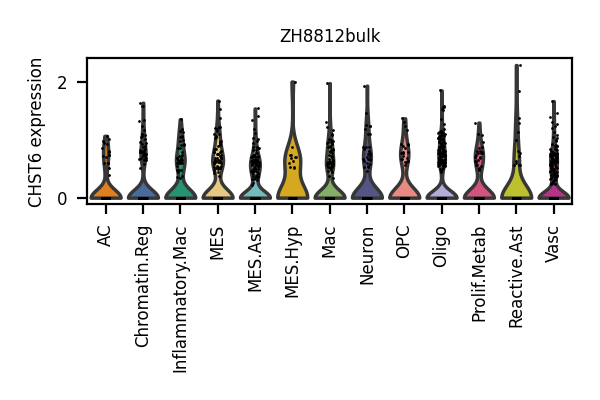 ZH8812bulk
CHST6 expression
2
0
AC
Chromatin.Reg
Inflammatory.Mac
MES
MES.Ast
MES.Hyp
Mac
Neuron
OPC
Oligo
Prolif.Metab
Reactive.Ast
Vasc